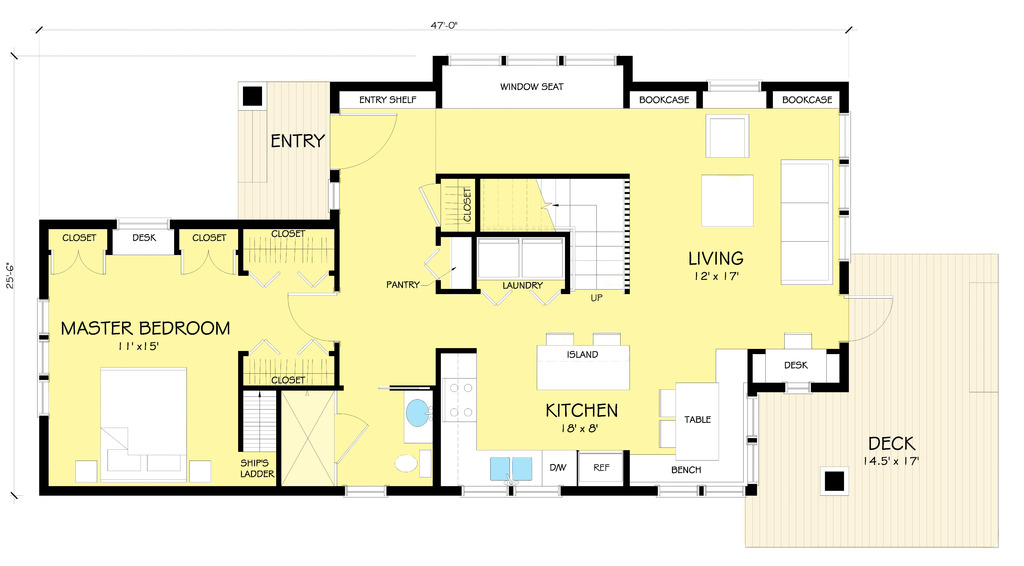 47'-0"
WINDOW SEAT
ENTRY SHELF
BOOKCASE
BOOKCASE
ENTRY
CLOSET
CLOSET
DESK
CLOSET
CLOSET
25'-6"
LIVING
12' x 17'
PANTRY
LAUNDRY
UP
MASTER BEDROOM
11' x15'
ISLAND
DESK
CLOSET
KITCHEN
18' x 8'
TABLE
DECK
14.5' x 17'
SHIP'S
LADDER
D/W
REF
BENCH